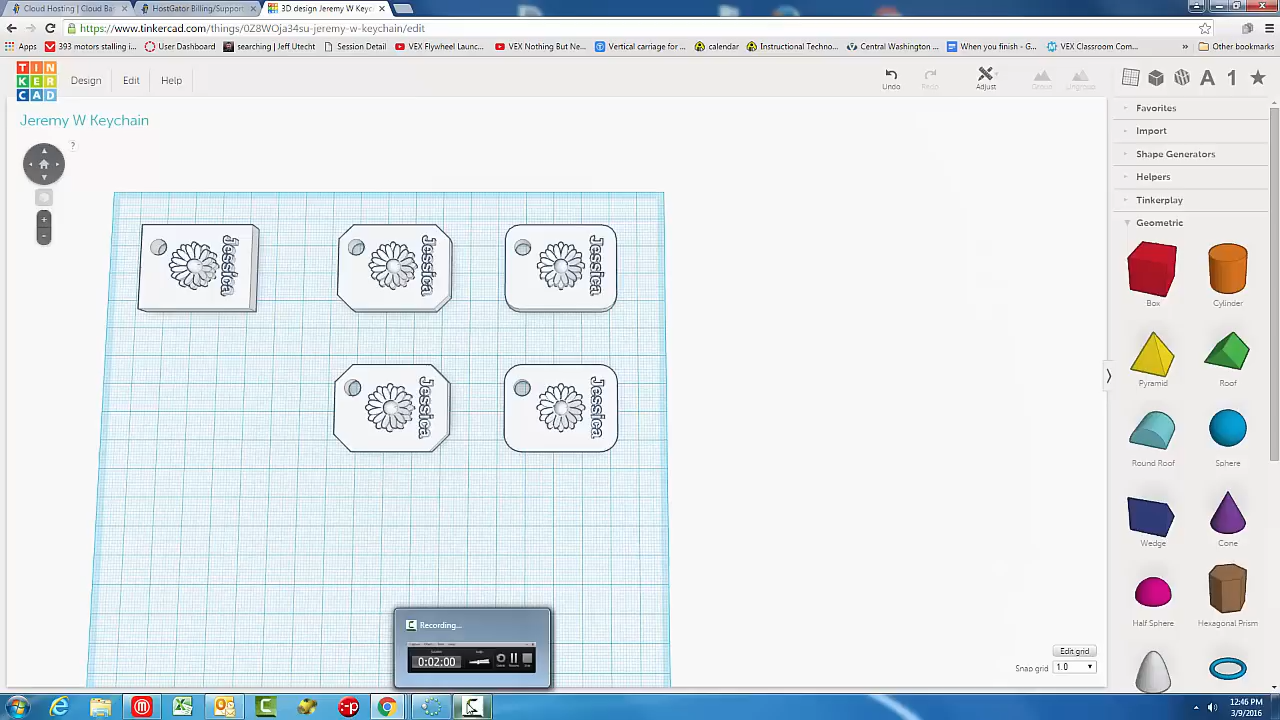 Cloud Hosting | Cloud Ba
HostGator Billing/Support
3D design Jeremy W Keyc
https://www.tinkercad.com/things/0Z8WOja34su-jeremy-w-keychain/edit
Apps
393 motors stalling i...
User Dashboard
searching | Jeff Utecht
Session Detail
VEX Flywheel Launc...
VEX Nothing But Ne...
Vertical carriage for ...
calendar
Instructional Techno...
Central Washington ...
When you finish - G...
VEX Classroom Com...
»
Other bookmarks
TIN
KER
CAD
Design
Edit
Help
Undo
Redo
Adjust
Group
Ungroup
Jeremy W Keychain
?
Favorites
Import
Shape Generators
Helpers
Tinkerplay
Geometric
Jessica
Jessica
Jessica
Jessica
Jessica
Box
Cylinder
Pyramid
Roof
Round Roof
Sphere
Wedge
Cone
Half Sphere
Hexagonal Prism
Recording...
0:02:00
Edit grid
Snap grid
1.0
12:46 PM
3/9/2016